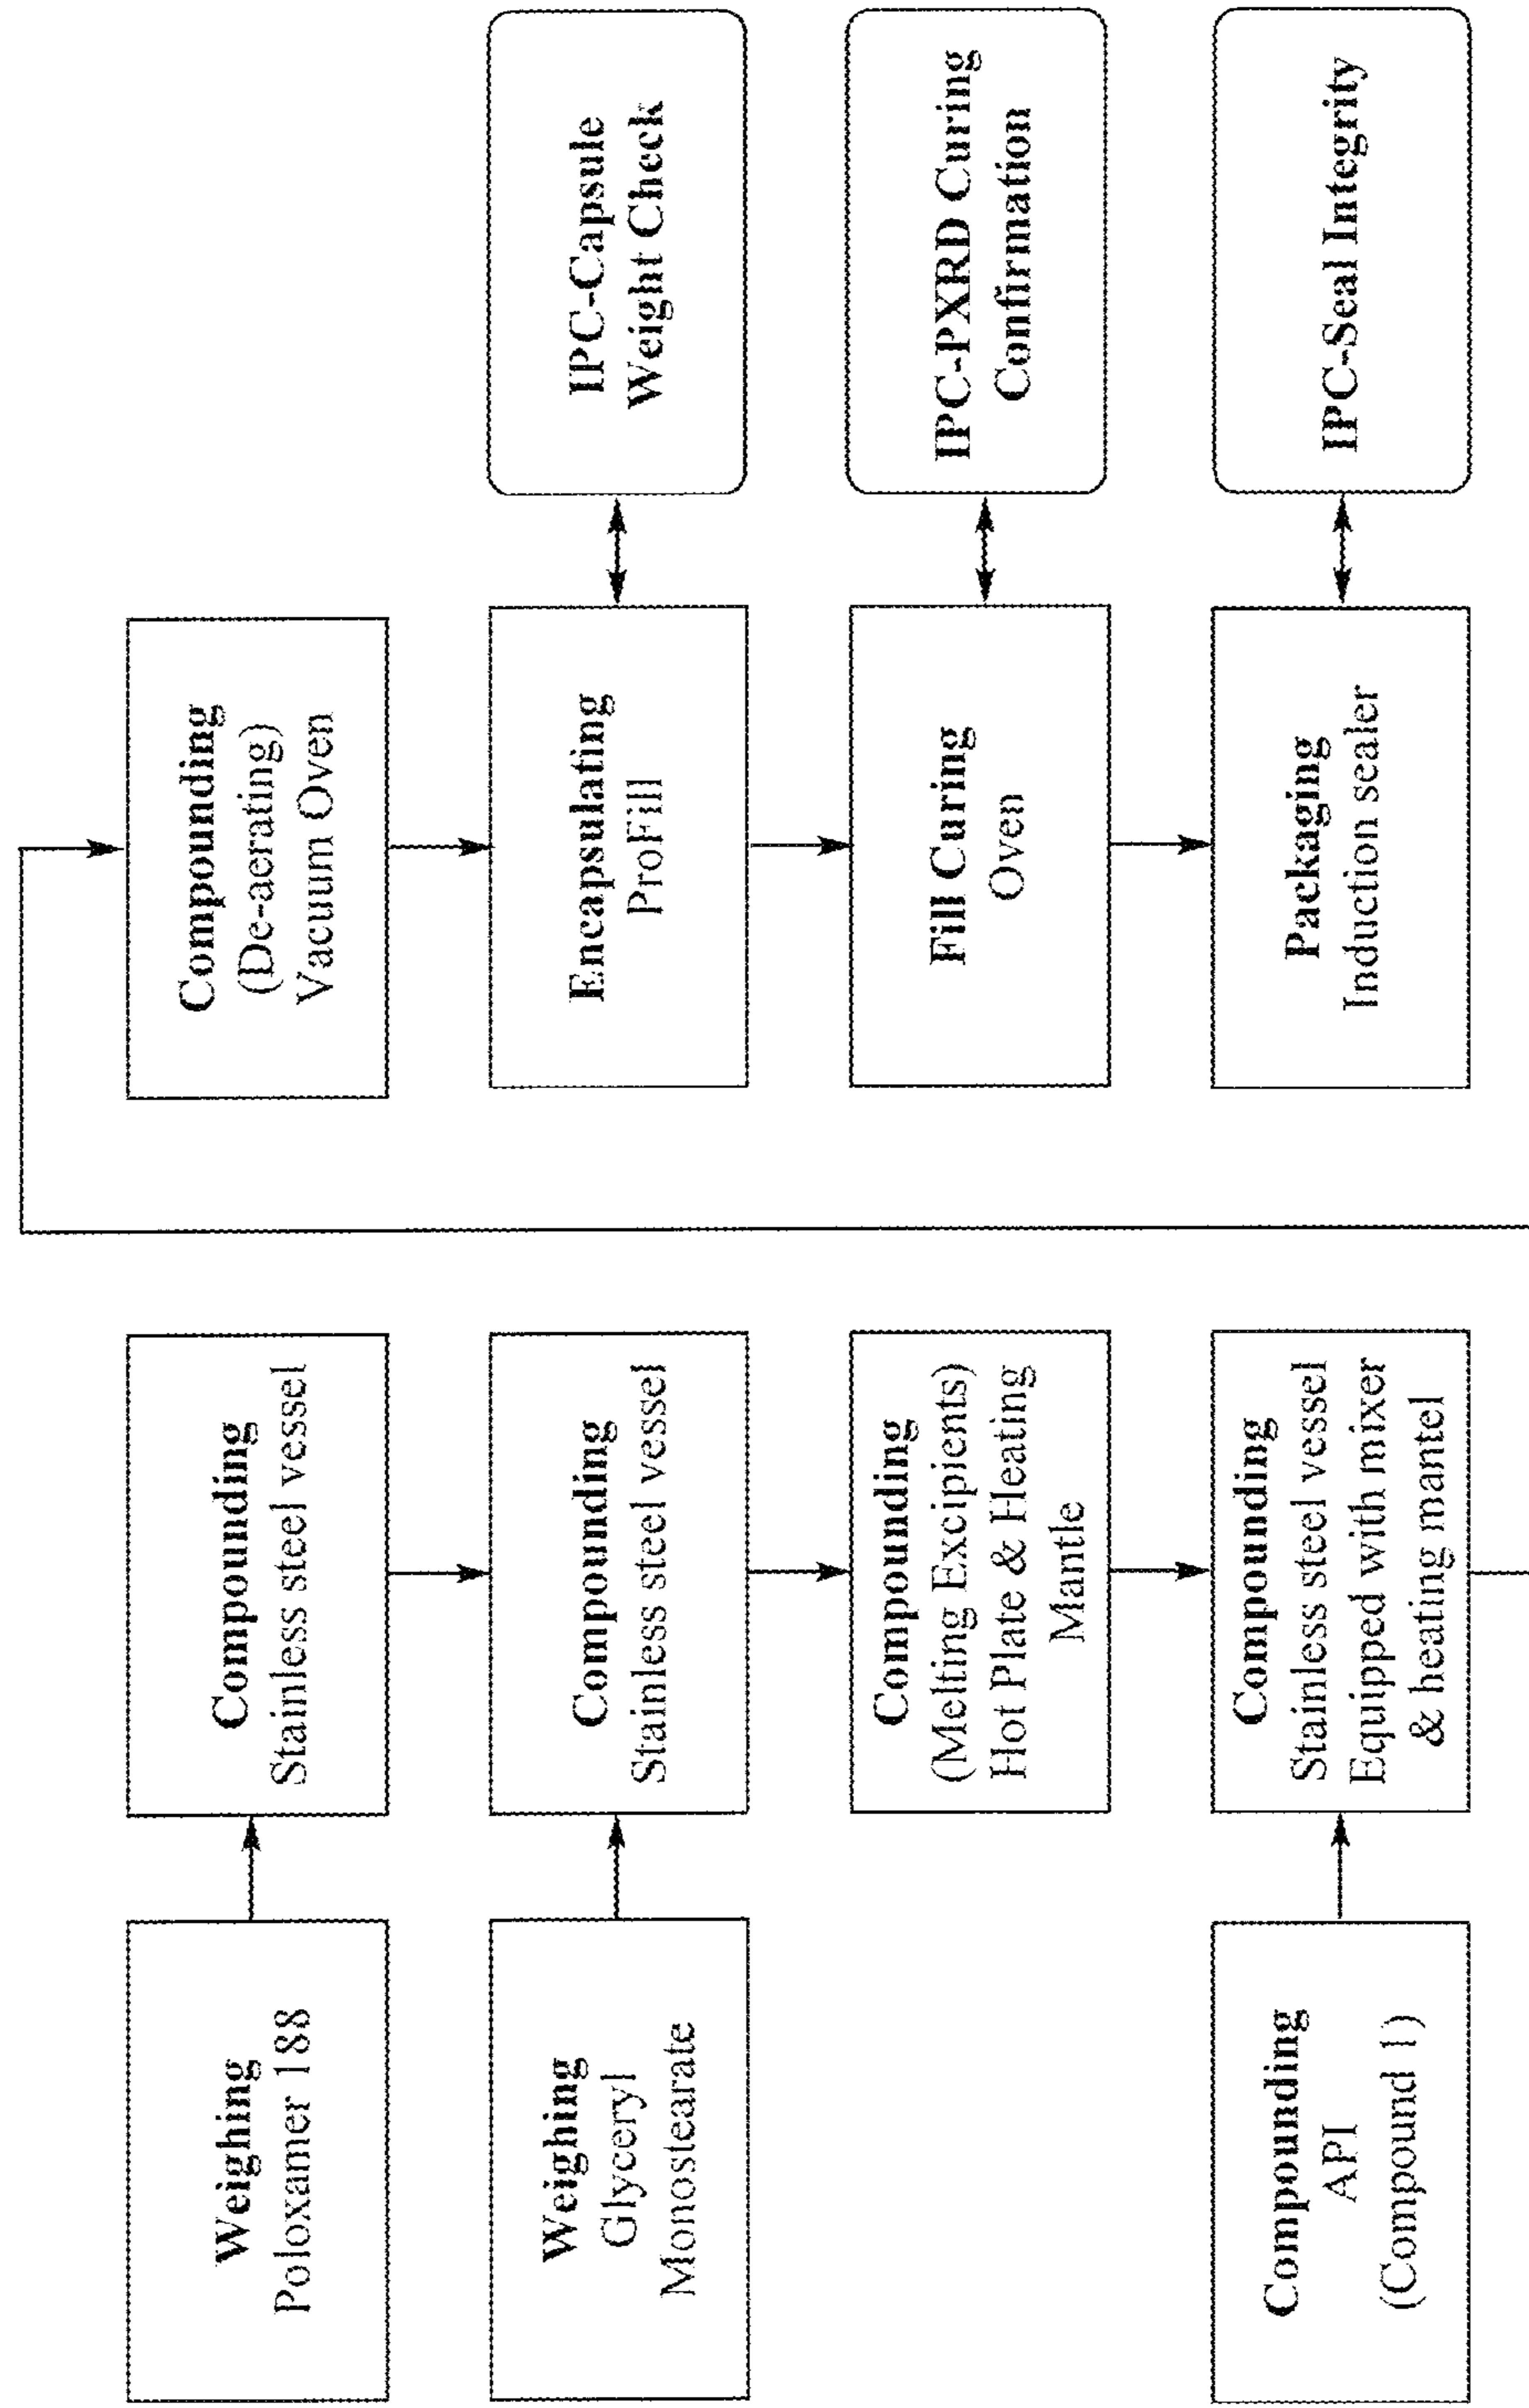 Weighing
Poloxamer 188
Compounding
Stainless steel vessel
Weighing
Glyceryl
Monostearate
Compounding
Stainless steel vessel
Compounding
(Melting Excipients)
Hot Plate & Heating
Mantle
Compounding
API
(Compound 1)
Compounding
Stainless steel vessel
Equipped with mixer
& heating mantel
Compounding
(De-aerating)
Vacuum Oven
Encapsulating
ProFill
IPC-Capsule
Weight Check
Fill Curing
Oven
IPC-PXRD Curing
Confirmation
Packaging
Induction sealer
IPC-Seal Integrity